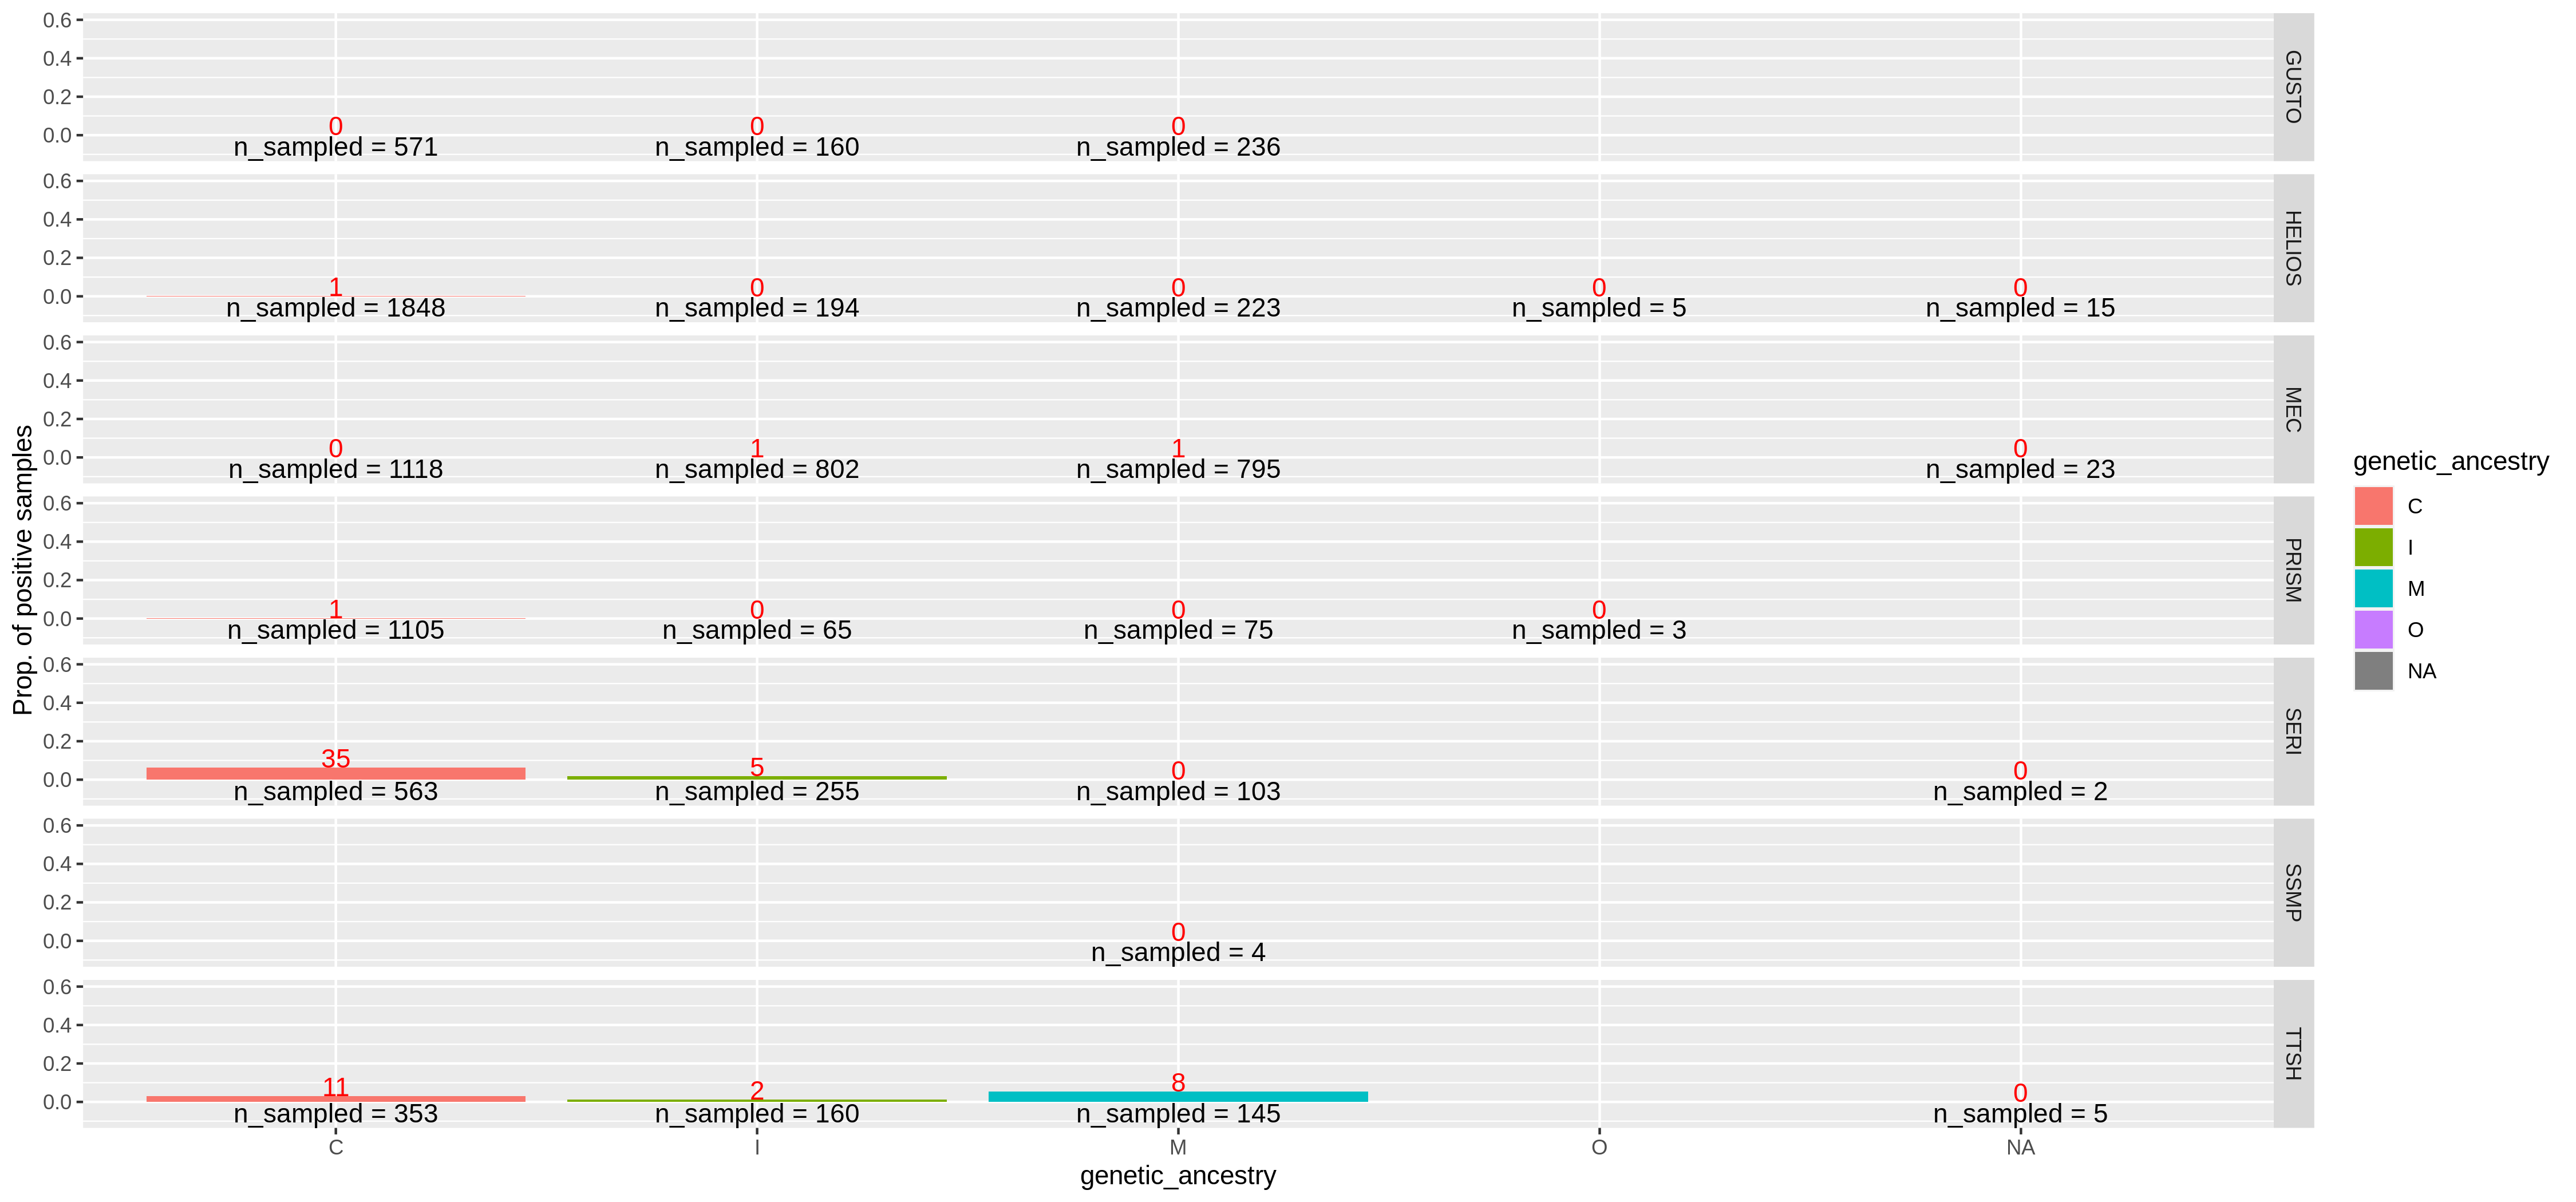 Prop. of positive samples
0.6
0.4
0.2
0.0
0 0 0
n_sampled = 571 n_sampled = 160 n_sampled = 236
GUSTO
0.6
0.4
0.2
0.0
1 0 0 0 0
n_sampled = 1848 n_sampled = 194 n_sampled = 223 n_sampled = 5 n_sampled = 15
HELIOS
0.6
0.4
0.2
0.0
0 1 1 0
n_sampled = 1118 n_sampled = 802 n_sampled = 795 n_sampled = 23
MEC
0.6
0.4
0.2
0.0
1 0 0 0
n_sampled = 1105 n_sampled = 65 n_sampled = 75 n_sampled = 3
PRISM
0.6
0.4
0.2
0.0
35 5 0 0
n_sampled = 563 n_sampled = 255 n_sampled = 103 n_sampled = 2
SERI
0.6
0.4
0.2
0.0
0
n_sampled = 4
SSMP
0.6
0.4
0.2
0.0
11 2 8 0
n_sampled = 353 n_sampled = 160 n_sampled = 145 n_sampled = 5
TTSH
C I M O NA
genetic_ancestry
genetic_ancestry
C
I
M
O
NA